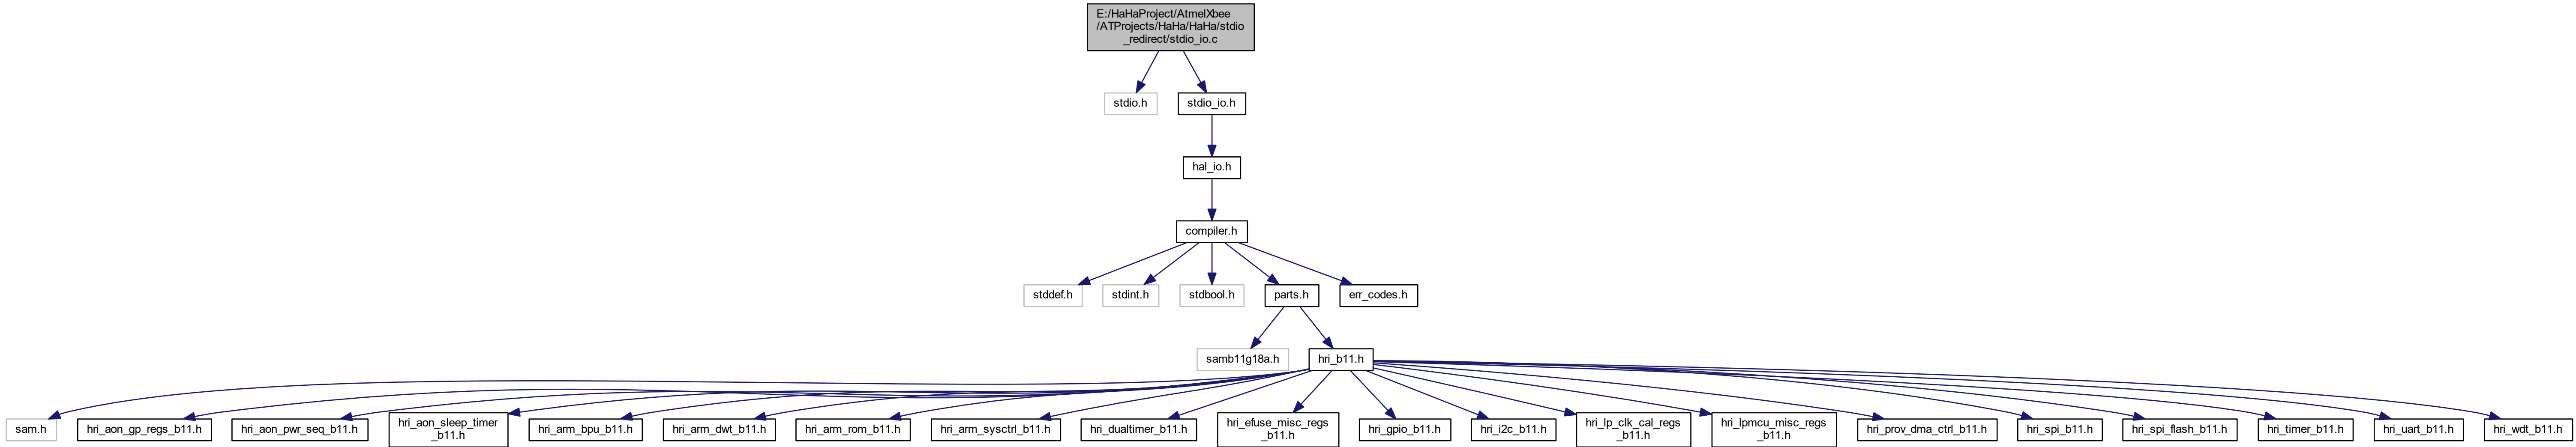 E:/HaHaProject/AtmelXbee
/ATProjects/HaHa/HaHa/stdio
_redirect/stdio_io.c
stdio.h
stdio_io.h
hal_io.h
compiler.h
stddef.h
stdint.h
stdbool.h
parts.h
err_codes.h
samb11g18a.h
hri_b11.h
sam.h
hri_aon_gp_regs_b11.h
hri_aon_pwr_seq_b11.h
hri_aon_sleep_timer
_b11.h
hri_arm_bpu_b11.h
hri_arm_dwt_b11.h
hri_arm_rom_b11.h
hri_arm_sysctrl_b11.h
hri_dualtimer_b11.h
hri_efuse_misc_regs
_b11.h
hri_gpio_b11.h
hri_i2c_b11.h
hri_lp_clk_cal_regs
_b11.h
hri_lpmcu_misc_regs
_b11.h
hri_prov_dma_ctrl_b11.h
hri_spi_b11.h
hri_spi_flash_b11.h
hri_timer_b11.h
hri_uart_b11.h
hri_wdt_b11.h